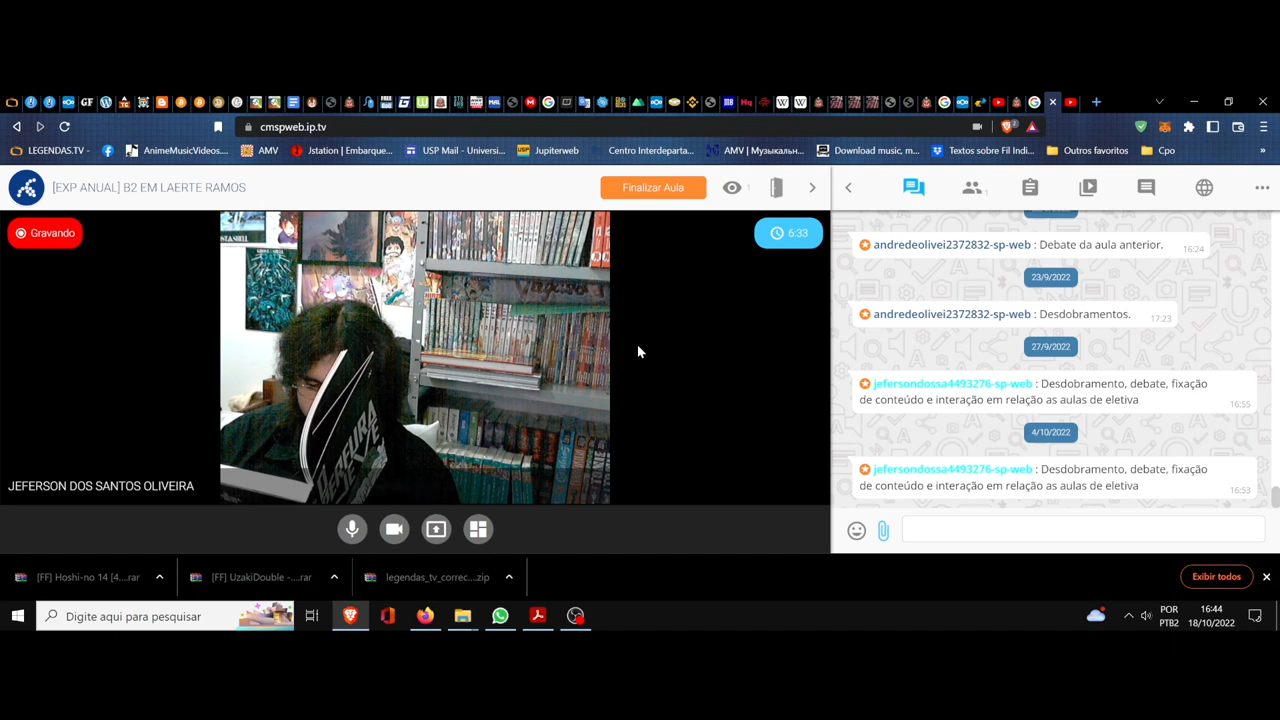 cmspweb.ip.tv
LEGENDAS.TV
AnimeMusicVideos....
AMV
Jstation | Embarque...
USP Mail - Universi...
Jupiterweb
Centro Interdeparta...
AMV | Музыкальн...
Download music, m...
Textos sobre Fil Indi...
Outros favoritos
Cpo
»
[EXP ANUAL] B2 EM LAERTE RAMOS
Finalizar Aula
1
1
Gravando
6:33
JEFERSON DOS SANTOS OLIVEIRA
andredeolivei2372832-sp-web : Debate da aula anterior.
16:24
23/9/2022
andredeolivei2372832-sp-web : Desdobramentos.
17:23
27/9/2022
jefersondossa4493276-sp-web : Desdobramento, debate, fixação
de conteúdo e interação em relação as aulas de eletiva
16:55
4/10/2022
jefersondossa4493276-sp-web : Desdobramento, debate, fixação
de conteúdo e interação em relação as aulas de eletiva
16:53
[FF] Hoshi-no 14 [4....rar
[FF] UzakiDouble -....rar
legendas_tv_correc....zip
Exibir todos
Digite aqui para pesquisar
POR
PTB2
16:44
18/10/2022